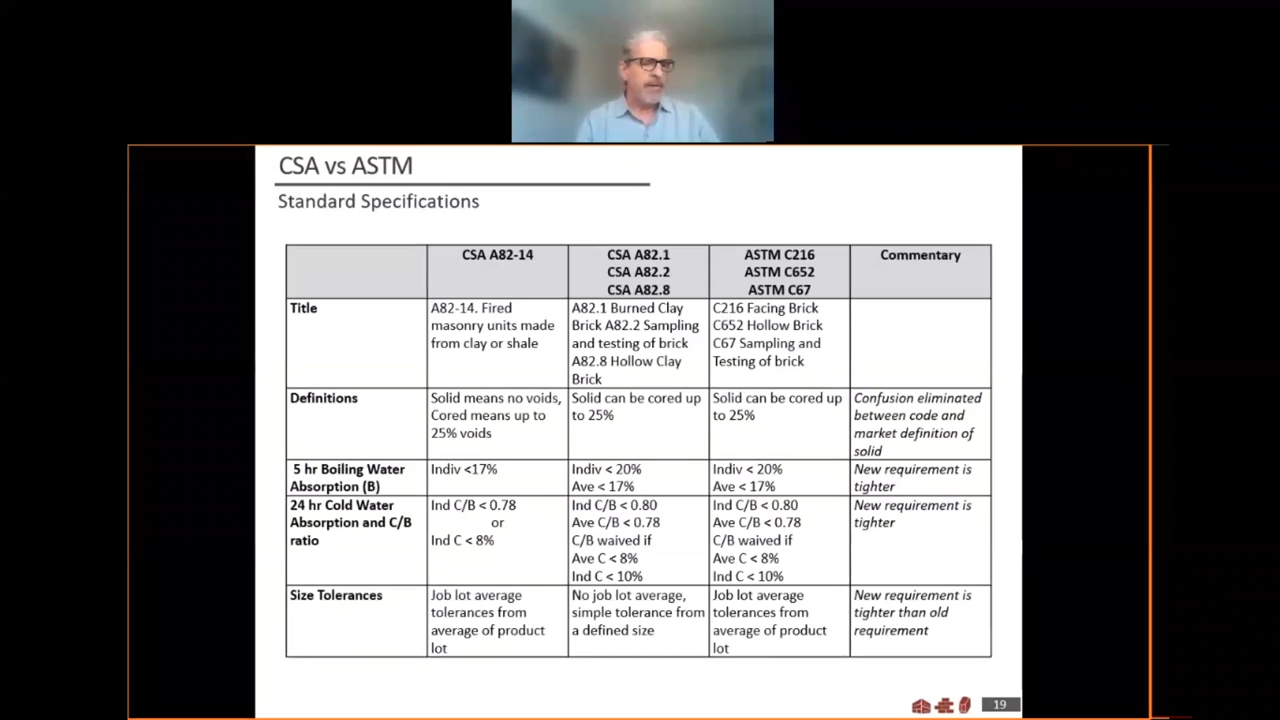 CSA vs ASTM
Standard Specifications
CSA A82-14
CSA A82.1
CSA A82.2
CSA A82.8
ASTM C216
ASTM C652
ASTM C67
Commentary
Title
A82-14. Fired
masonry units made
from clay or shale
A82.1 Burned Clay
Brick A82.2 Sampling
and testing of brick
A82.8 Hollow Clay
Brick
C216 Facing Brick
C652 Hollow Brick
C67 Sampling and
Testing of brick
Definitions
Solid means no voids,
Cored means up to
25% voids
Solid can be cored up
to 25%
Solid can be cored up
to 25%
Confusion eliminated
between code and
market definition of
solid
5 hr Boiling Water
Absorption (B)
Indiv <17%
Indiv < 20%
Ave < 17%
Indiv < 20%
Ave < 17%
New requirement is
tighter
24 hr Cold Water
Absorption and C/B
ratio
Ind C/B < 0.78
or
Ind C < 8%
Ind C/B < 0.80
Ave C/B < 0.78
C/B waived if
Ave C < 8%
Ind C < 10%
Ind C/B < 0.80
Ave C/B < 0.78
C/B waived if
Ave C < 8%
Ind C < 10%
New requirement is
tighter
Size Tolerances
Job lot average
tolerances from
average of product
lot
No job lot average,
simple tolerance from
a defined size
Job lot average
tolerances from
average of product
lot
New requirement is
tighter than old
requirement
19